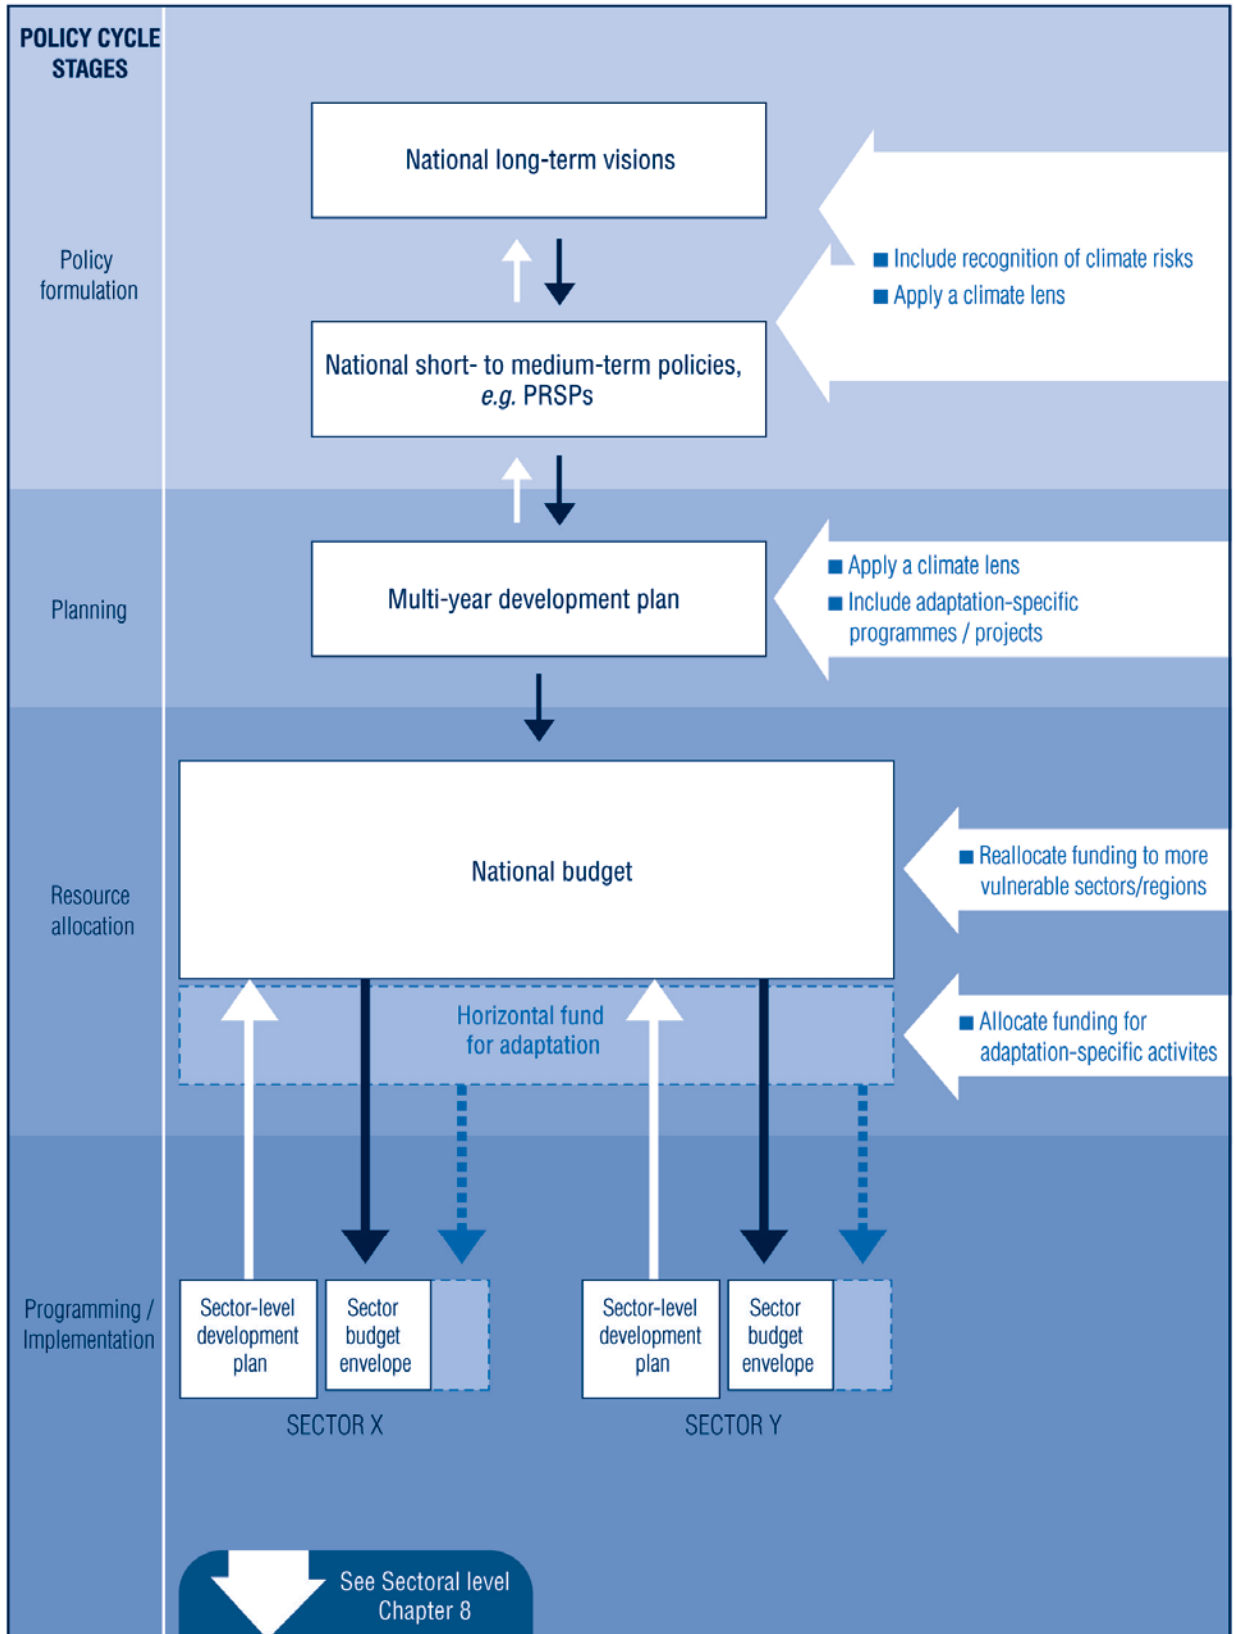 POLICY CYCLE
STAGES
National long-term visions
Policy
formulation
■ Include recognition of climate risks
■ Apply a climate lens
National short- to medium-term policies,
e.g. PRSPs
Planning
Multi-year development plan
■ Apply a climate lens
■ Include adaptation-specific
programmes / projects
Resource
allocation
National budget
■ Reallocate funding to more
vulnerable sectors/regions
Horizontal fund
for adaptation
■ Allocate funding for
adaptation-specific activites
Programming /
Implementation
Sector-level
development
plan
Sector
budget
envelope
SECTOR X
Sector-level
development
plan
Sector
budget
envelope
SECTOR Y
See Sectoral level
Chapter 8